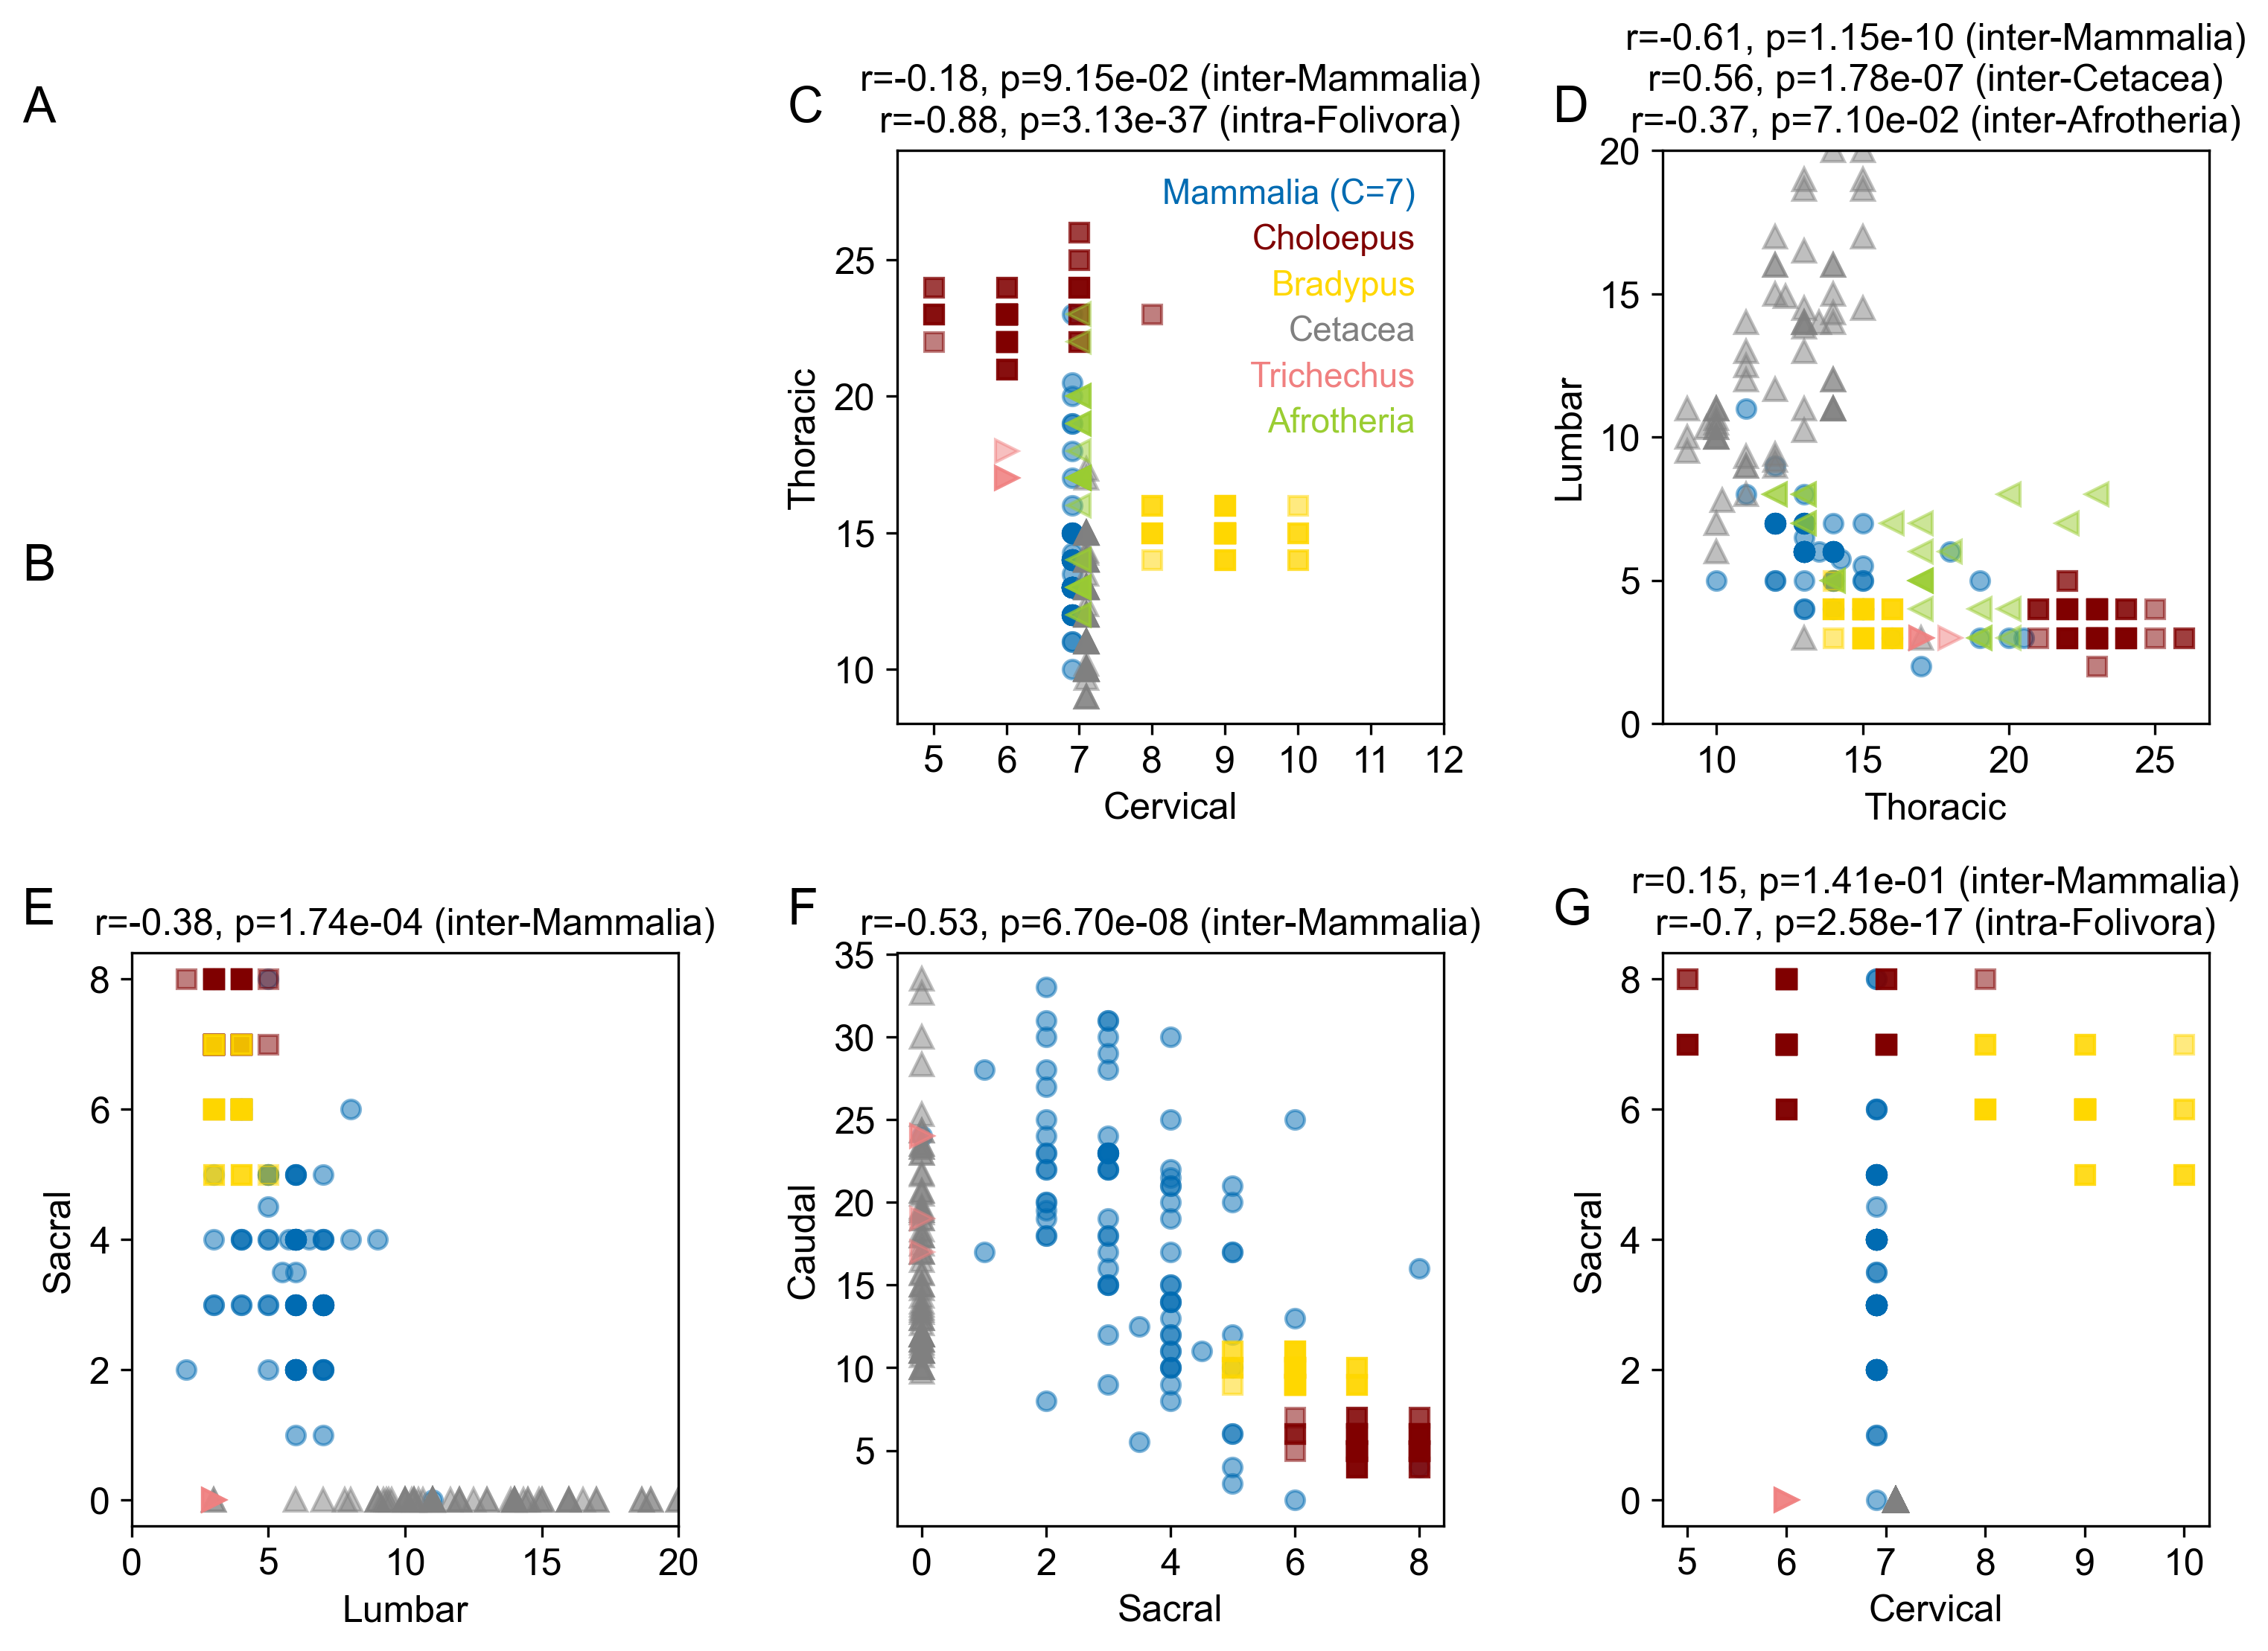 A
B
C
r=-0.18, p=9.15e-02 (inter-Mammalia)
r=-0.88, p=3.13e-37 (intra-Folivora)
Mammalia (C=7)
Choloepus
Bradypus
Cetacea
Trichechus
Afrotheria
Thoracic
25
20
15
10
5 6 7 8 9 10 11 12
Cervical
D
r=-0.61, p=1.15e-10 (inter-Mammalia)
r=0.56, p=1.78e-07 (inter-Cetacea)
r=-0.37, p=7.10e-02 (inter-Afrotheria)
Lumbar
20
15
10
5
0
10 15 20 25
Thoracic
E
r=-0.38, p=1.74e-04 (inter-Mammalia)
Sacral
8
6
4
2
0
0 5 10 15 20
Lumbar
F
r=-0.53, p=6.70e-08 (inter-Mammalia)
Caudal
35
30
25
20
15
10
5
0 2 4 6 8
Sacral
G
r=0.15, p=1.41e-01 (inter-Mammalia)
r=-0.7, p=2.58e-17 (intra-Folivora)
Sacral
8
6
4
2
0
5 6 7 8 9 10
Cervical